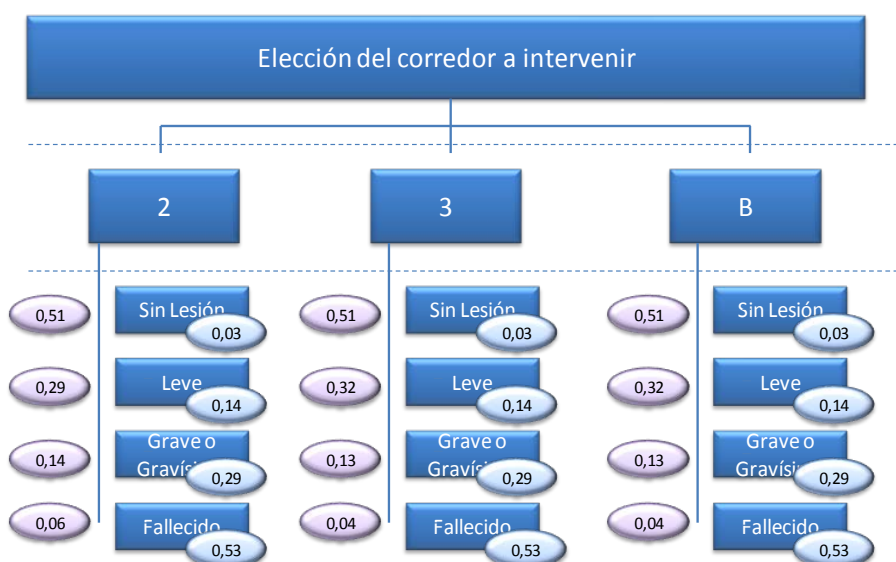 Elección del corredor a intervenir
2
3
B
0,51
Sin Lesión
0,03
0,51
Sin Lesión
0,03
0,51
Sin Lesión
0,03
0,29
Leve
0,14
0,32
Leve
0,14
0,32
Leve
0,14
0,14
Grave o
0,29
0,13
Grave o
0,29
0,13
Grave o
0,29
0,06
Fallecido
0,53
0,04
Fallecido
0,53
0,04
Fallecido
0,53